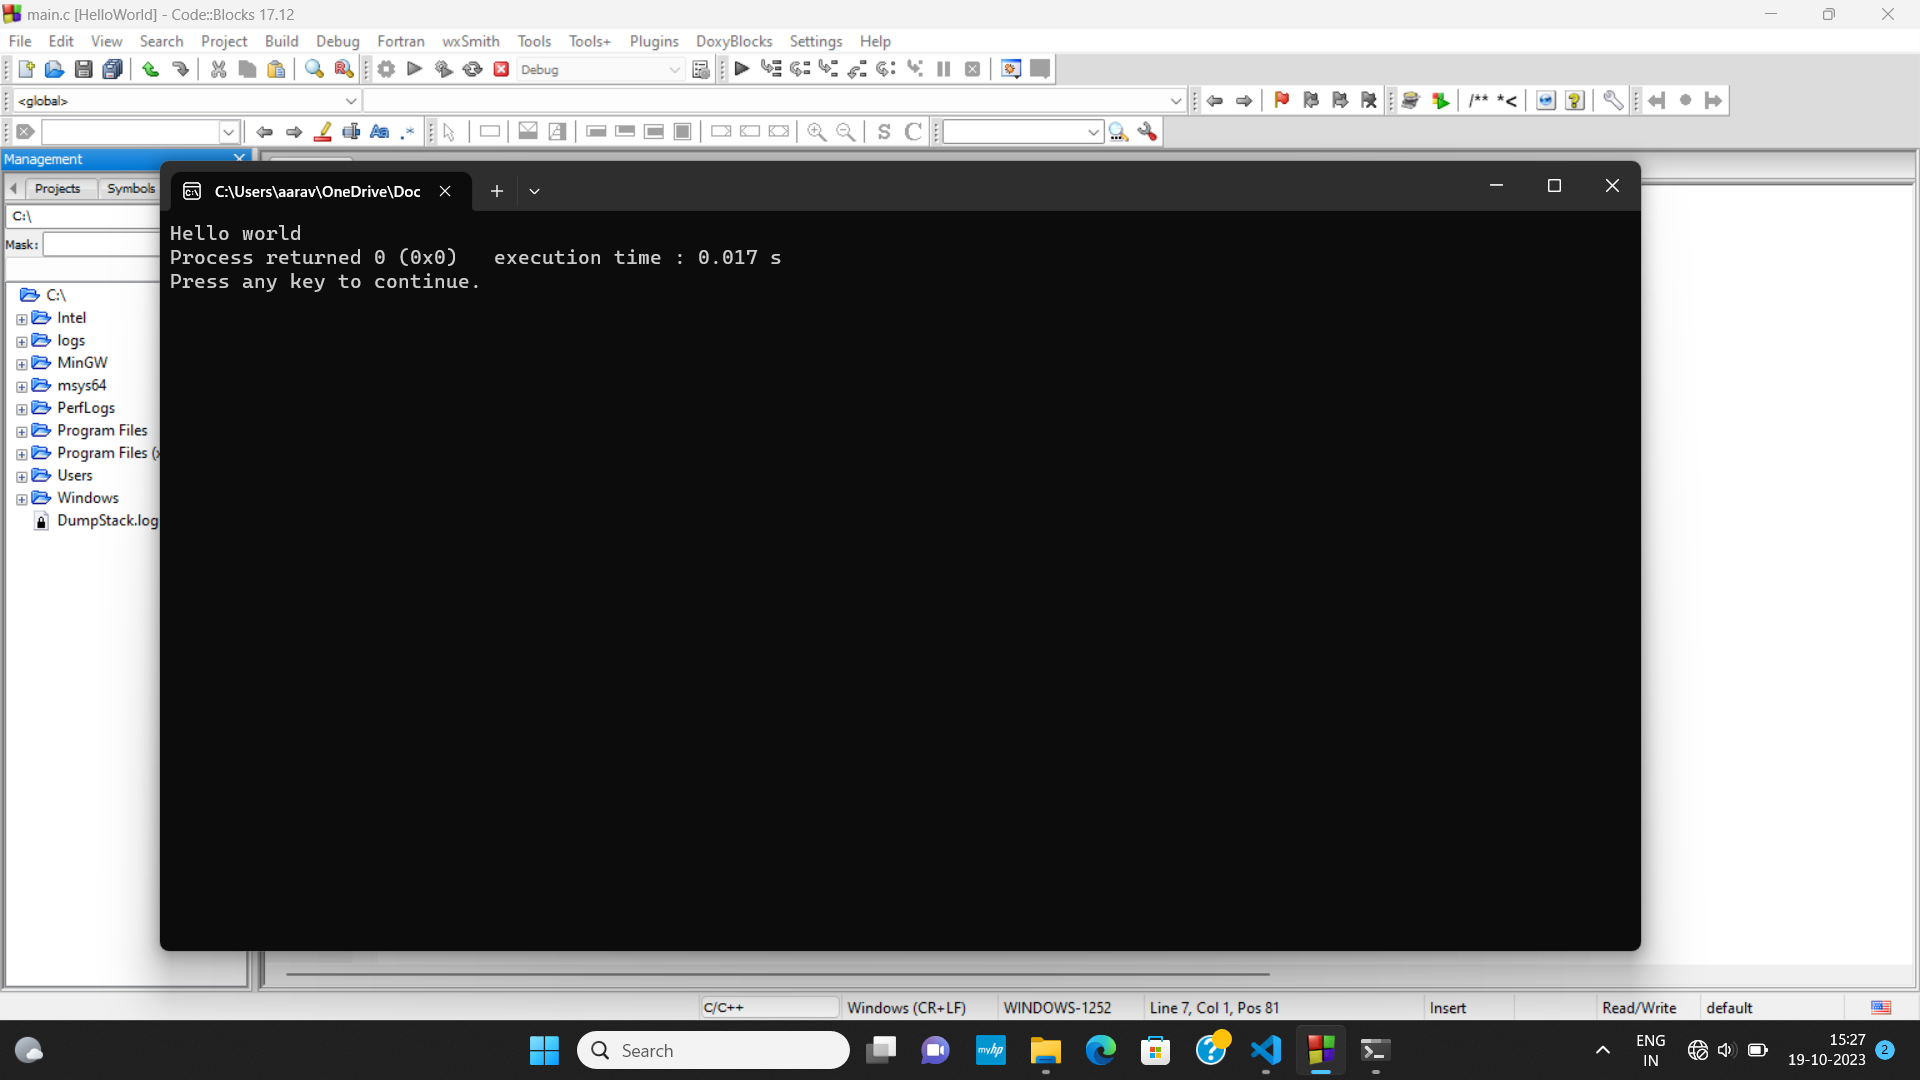 main.c [HelloWorld] - Code::Blocks 17.12
File Edit View Search Project Build Debug Fortran wxSmith Tools Tools+ Plugins DoxyBlocks Settings Help
Debug
<global>
/** *<
Aa .*
S C
Management
Projects Symbols
C:\
Mask:
C:\
Intel
logs
MinGW
msys64
PerfLogs
Program Files
Program Files (x
Users
Windows
DumpStack.log
C:\Users\aarav\OneDrive\Doc
Hello world
Process returned 0 (0x0)   execution time : 0.017 s
Press any key to continue.
C/C++ Windows (CR+LF) WINDOWS-1252 Line 7, Col 1, Pos 81 Insert Read/Write default
Search
myhp
ENG
IN
15:27
19-10-2023
2